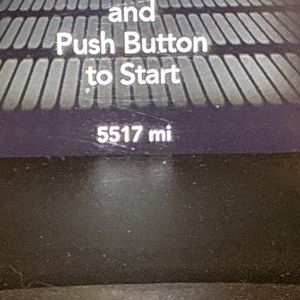 and
Push Button
to Start
5517 mi